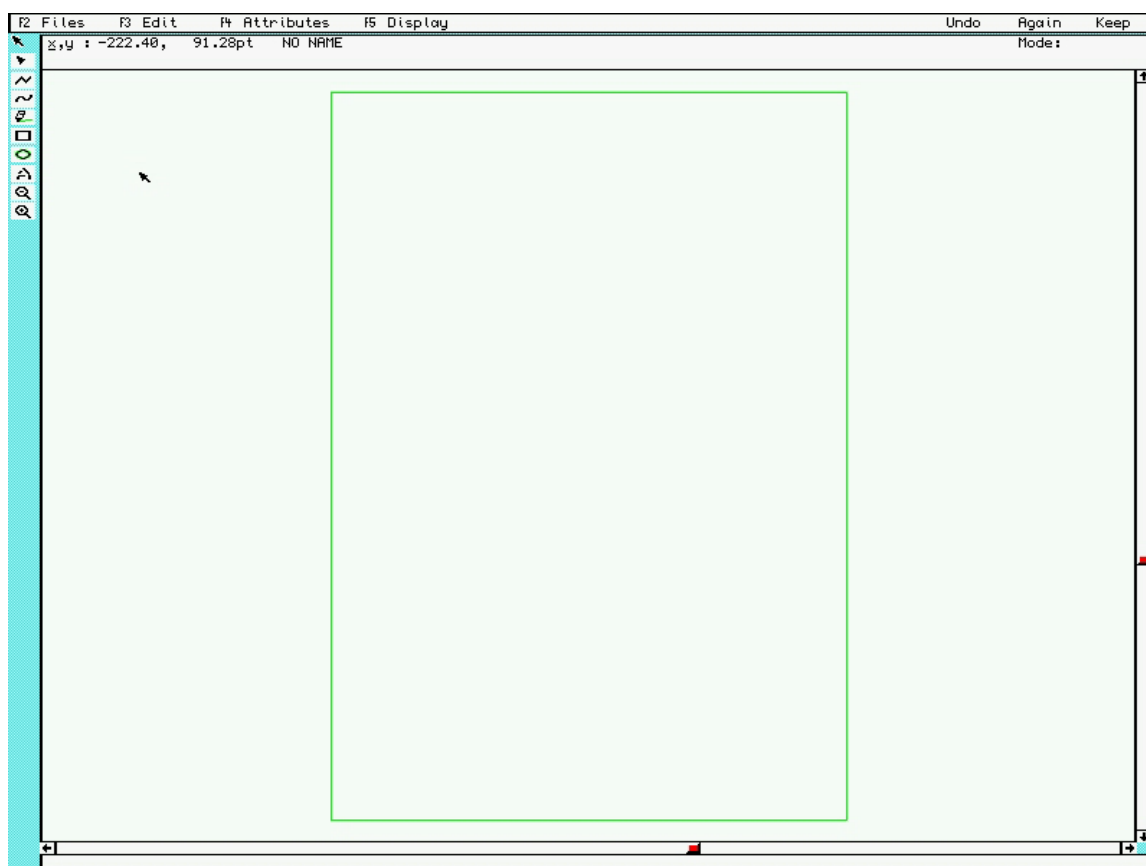 F2 Files F3 Edit F4 Attributes F5 Display Undo Again Keep
x,y : -222.40, 91.28pt NO NAME Mode: